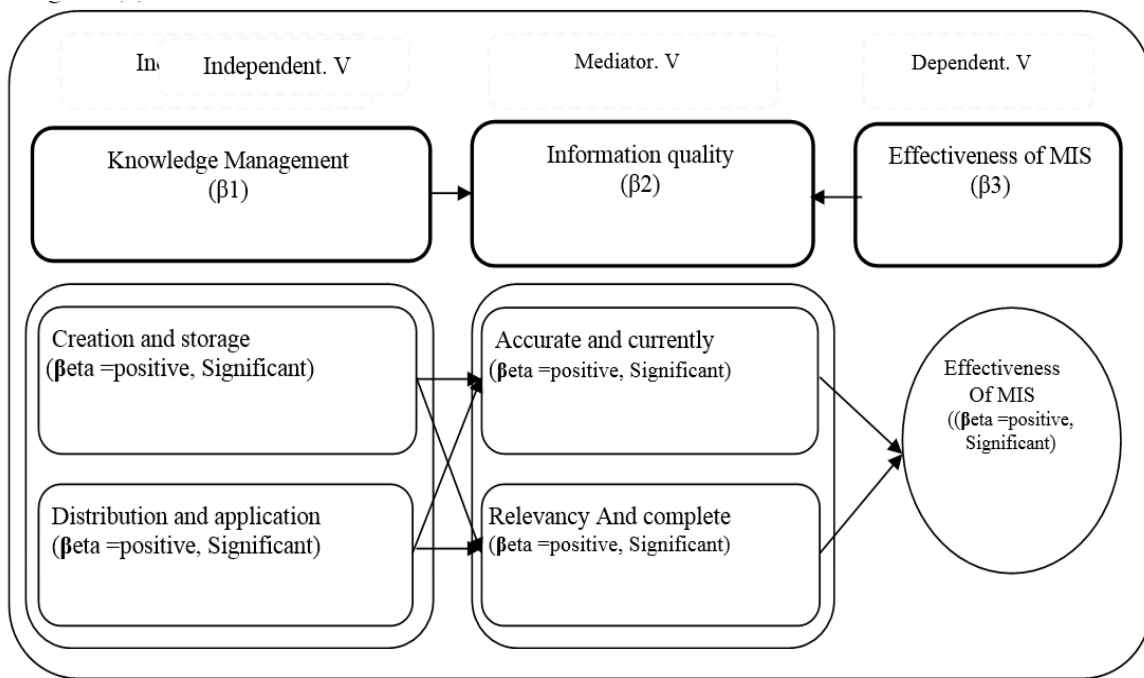 Independent. V
Mediator. V
Dependent. V
Knowledge Management
(β1)
Information quality
(β2)
Effectiveness of MIS
(β3)
Creation and storage
(βeta =positive, Significant)
Distribution and application
(βeta =positive, Significant)
Accurate and currently
(βeta =positive, Significant)
Relevancy And complete
(βeta =positive, Significant)
Effectiveness
Of MIS
((βeta =positive,
Significant)